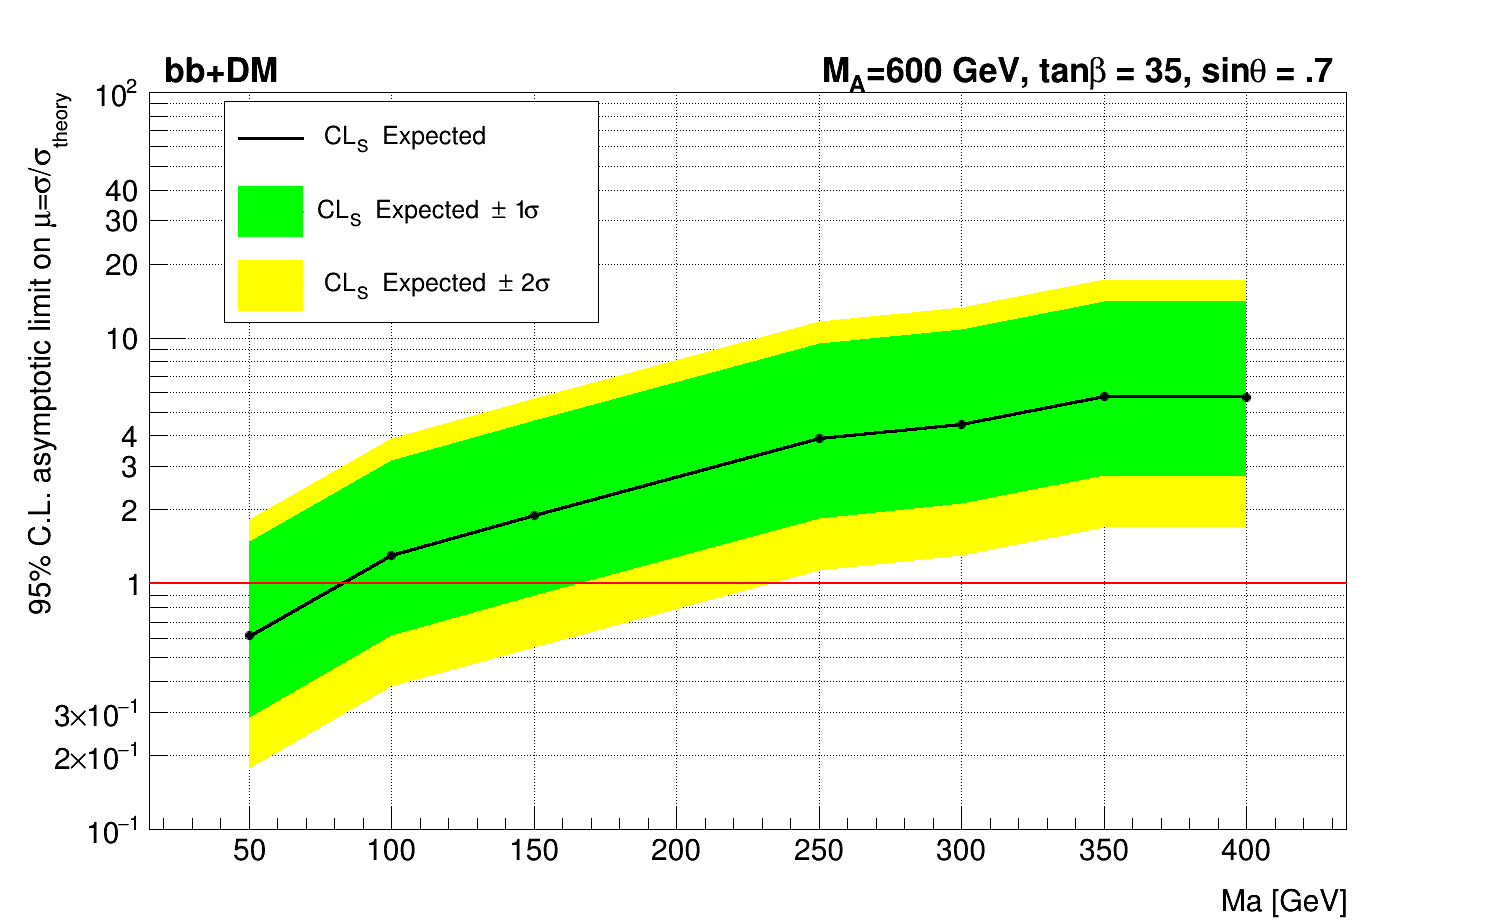 bb+DM
M_A=600 GeV, tanβ = 35, sinθ = .7
95% C.L. asymptotic limit on μ=σ/σ_theory
CL_S Expected
CL_S Expected ± 1σ
CL_S Expected ± 2σ
10²
40
30
20
10
4
3
2
1
3×10⁻¹
2×10⁻¹
10⁻¹
50 100 150 200 250 300 350 400
Ma [GeV]